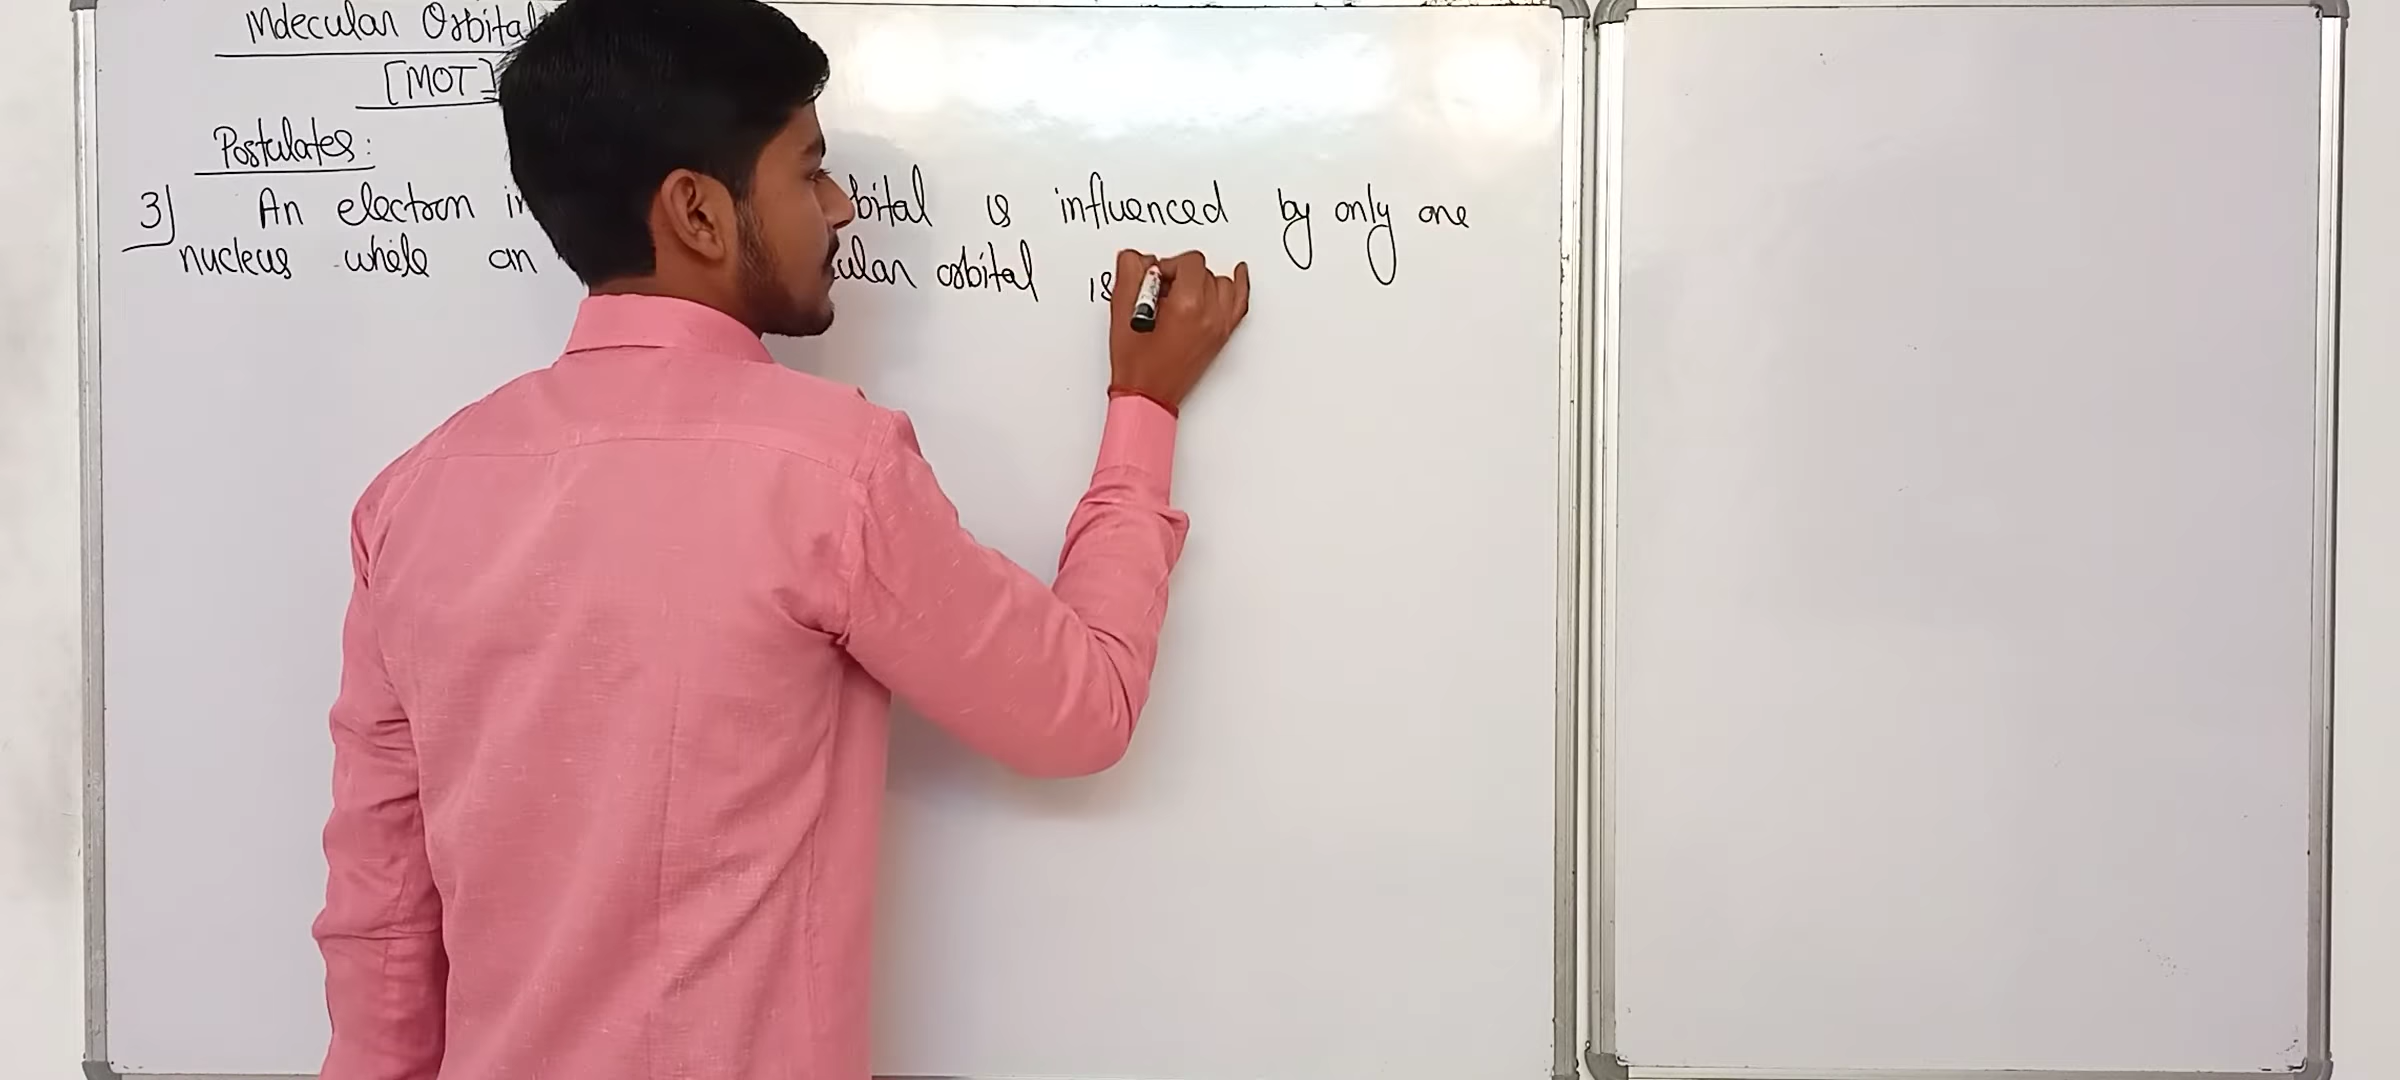 Molecular Orbital
[MOT]
Postulates:
3] An electron in bital is influenced by only one
nucleus while an cular orbital is